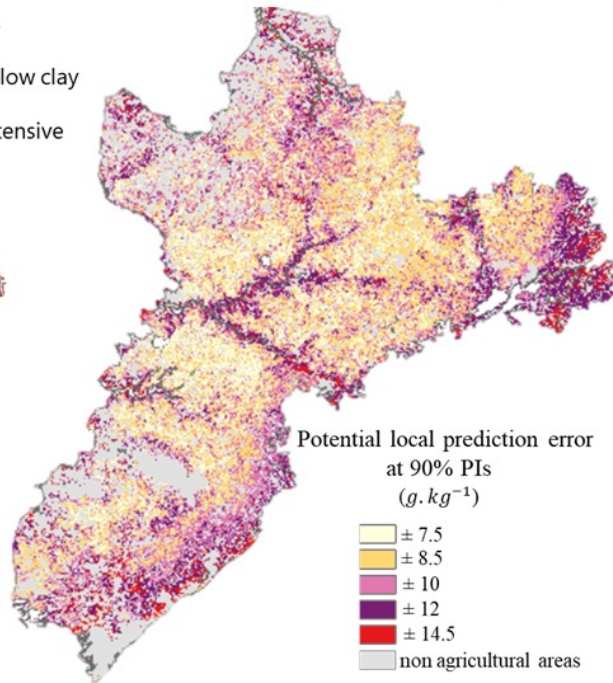 low clay
tensive
Potential local prediction error
at 90% PIs
(g.kg⁻¹)
± 7.5
± 8.5
± 10
± 12
± 14.5
non agricultural areas